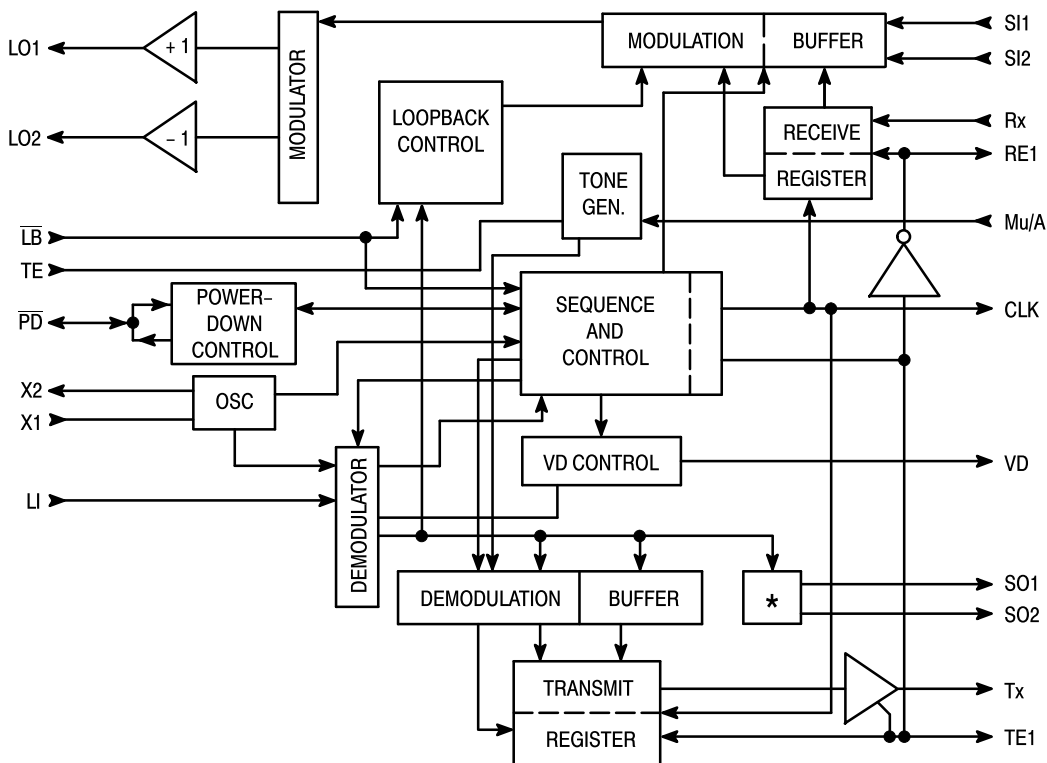 LO1
+ 1
MODULATOR
MODULATION
BUFFER
SI1
SI2
LO2
− 1
LOOPBACK
CONTROL
RECEIVE
REGISTER
Rx
RE1
TONE
GEN.
Mu/A
LB
TE
PD
POWER–
DOWN
CONTROL
SEQUENCE
AND
CONTROL
CLK
X2
X1
OSC
LI
DEMODULATOR
VD CONTROL
VD
DEMODULATION
BUFFER
*
SO1
SO2
TRANSMIT
REGISTER
Tx
TE1